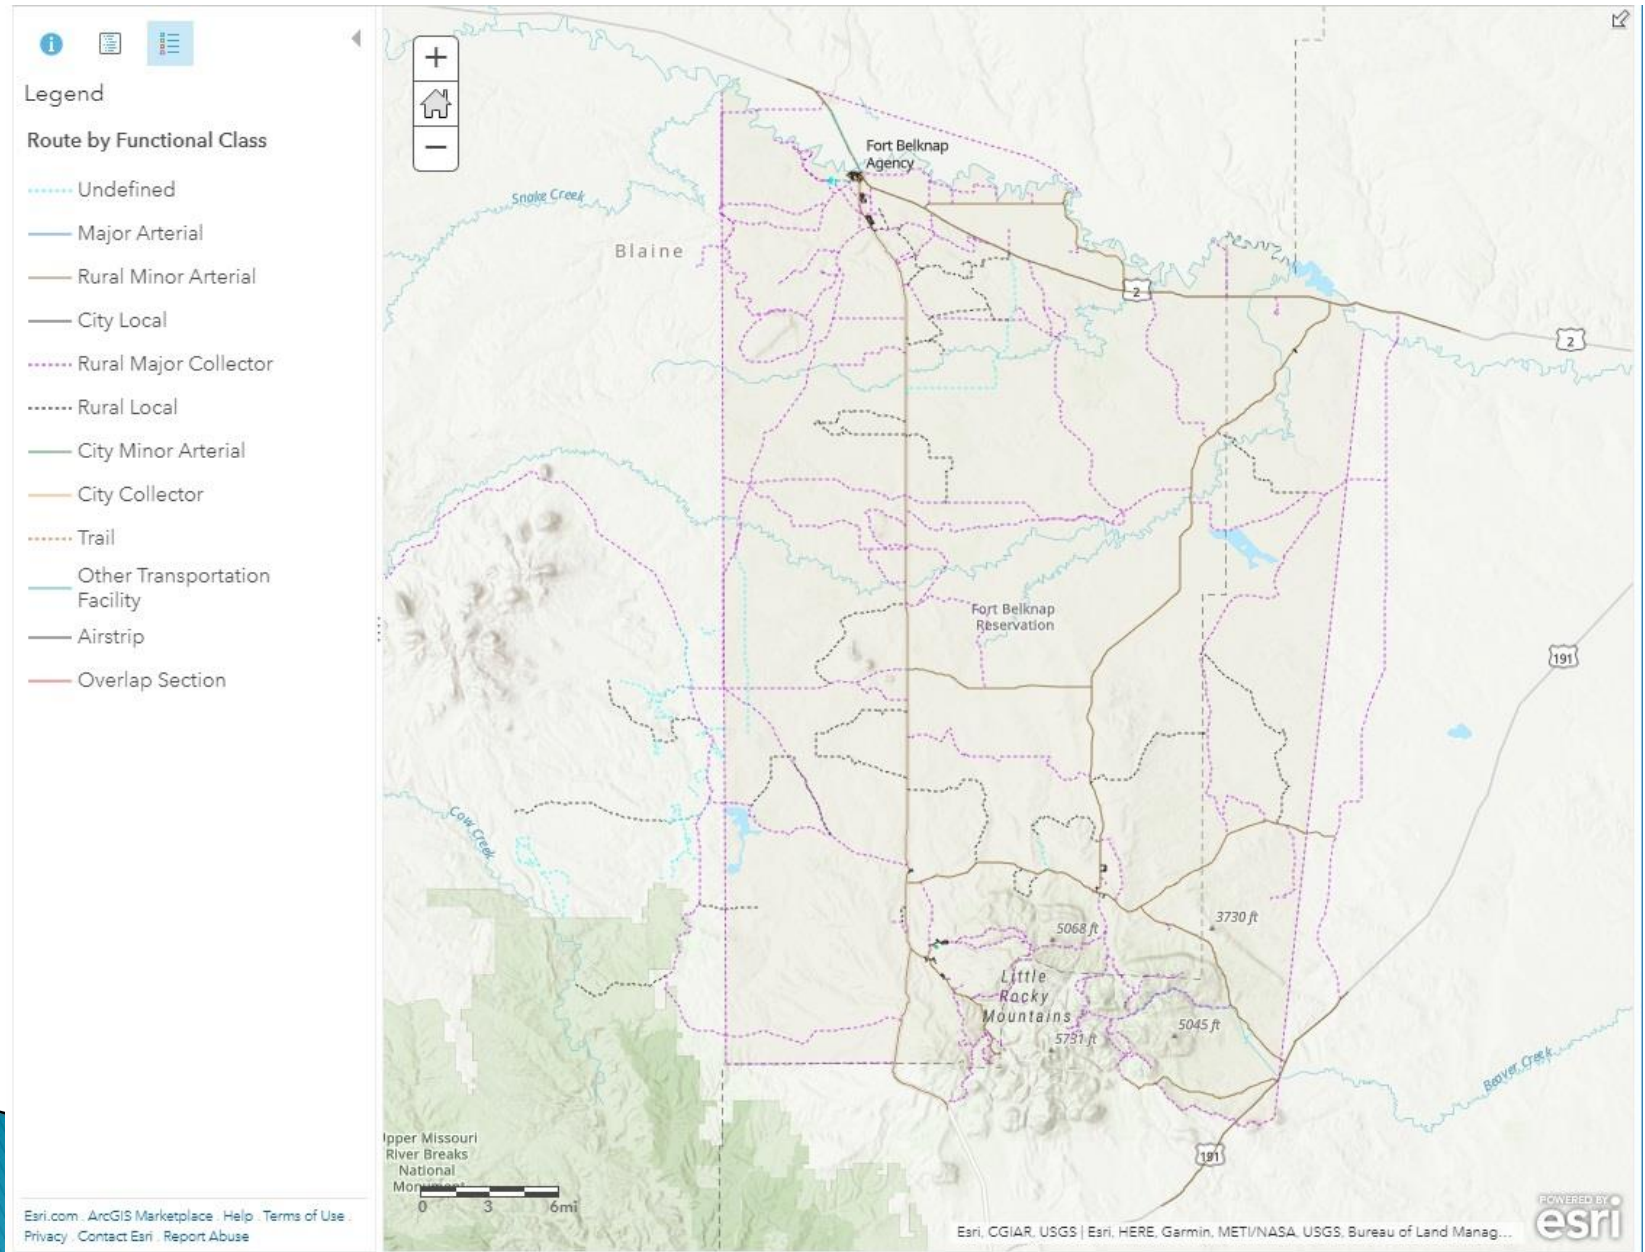 Legend
Route by Functional Class
Undefined
Major Arterial
Rural Minor Arterial
City Local
Rural Major Collector
Rural Local
City Minor Arterial
City Collector
Trail
Other Transportation
Facility
Airstrip
Overlap Section
Esri.com . ArcGIS Marketplace . Help . Terms of Use .
Privacy . Contact Esri . Report Abuse
+
−
Fort Belknap
Agency
Snake Creek
Blaine
2
2
Fort Belknap
Reservation
191
Cow Creek
3730 ft
5068 ft
Little
Rocky
Mountains
5045 ft
5731 ft
Beaver Creek
Upper Missouri
River Breaks
National
Monument
191
0 3 6mi
Esri, CGIAR, USGS | Esri, HERE, Garmin, METI/NASA, USGS, Bureau of Land Manag...
POWERED BY
esri